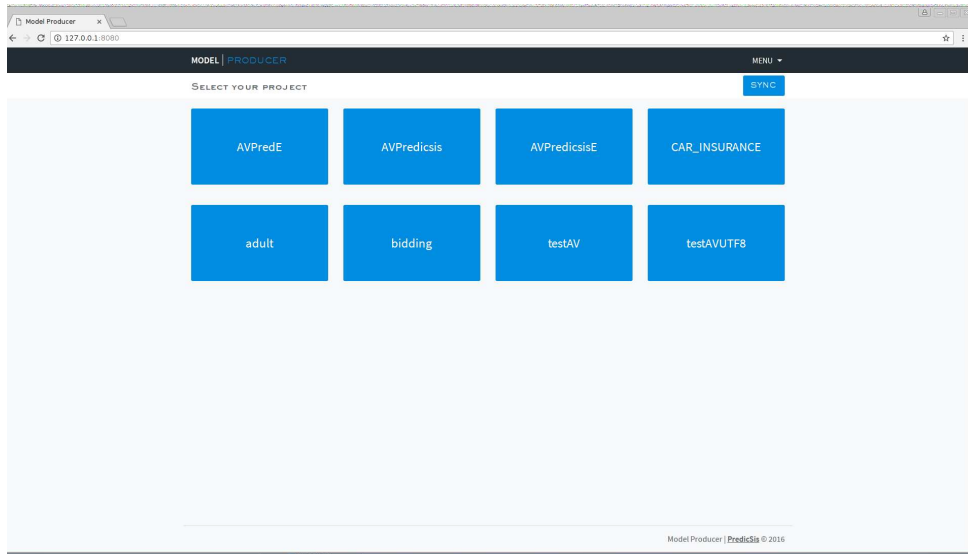 Model Producer
127.0.0.1:8080
MODEL | PRODUCER MENU
SELECT YOUR PROJECT SYNC
AVPredE AVPredicsis AVPredicsisE CAR_INSURANCE
adult bidding testAV testAVUTF8
Model Producer | PredicSis © 2016